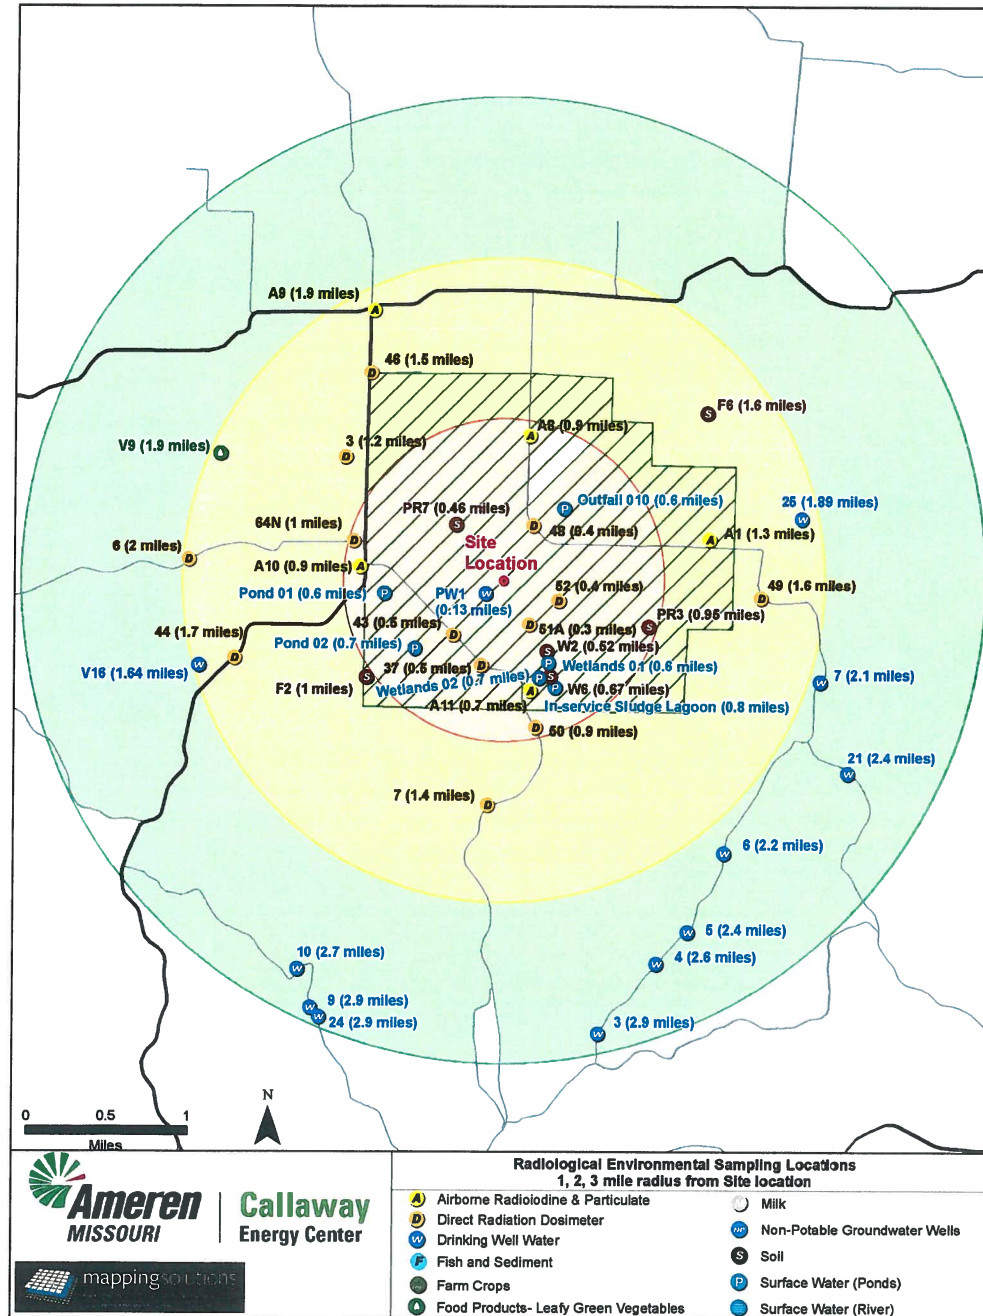 A9 (1.9 miles)
46 (1.5 miles)
F6 (1.6 miles)
A8 (0.9 miles)
V9 (1.9 miles)
3 (1.2 miles)
Outfall 010 (0.6 miles)
25 (1.89 miles)
PR7 (0.46 miles)
64N (1 miles)
48 (0.4 miles)
A1 (1.3 miles)
Site
Location
6 (2 miles)
A10 (0.9 miles)
Pond 01 (0.6 miles)
PW1
(0.13 miles)
52 (0.4 miles)
49 (1.6 miles)
PR3 (0.95 miles)
43 (0.5 miles)
51A (0.3 miles)
44 (1.7 miles)
Pond 02 (0.7 miles)
W2 (0.52 miles)
V16 (1.64 miles)
37 (0.5 miles)
Wetlands 01 (0.6 miles)
7 (2.1 miles)
F2 (1 miles)
Wetlands 02 (0.7 miles)
W6 (0.67 miles)
A11 (0.7 miles)
In-service Sludge Lagoon (0.8 miles)
50 (0.9 miles)
21 (2.4 miles)
7 (1.4 miles)
6 (2.2 miles)
5 (2.4 miles)
10 (2.7 miles)
4 (2.6 miles)
9 (2.9 miles)
24 (2.9 miles)
3 (2.9 miles)
N
0 0.5 1
Miles
Ameren
MISSOURI
Callaway
Energy Center
mappingsolutions
Radiological Environmental Sampling Locations
1, 2, 3 mile radius from Site location
A Airborne Radioiodine & Particulate
D Direct Radiation Dosimeter
W Drinking Well Water
F Fish and Sediment
Farm Crops
Food Products- Leafy Green Vegetables
Milk
Non-Potable Groundwater Wells
S Soil
P Surface Water (Ponds)
Surface Water (River)